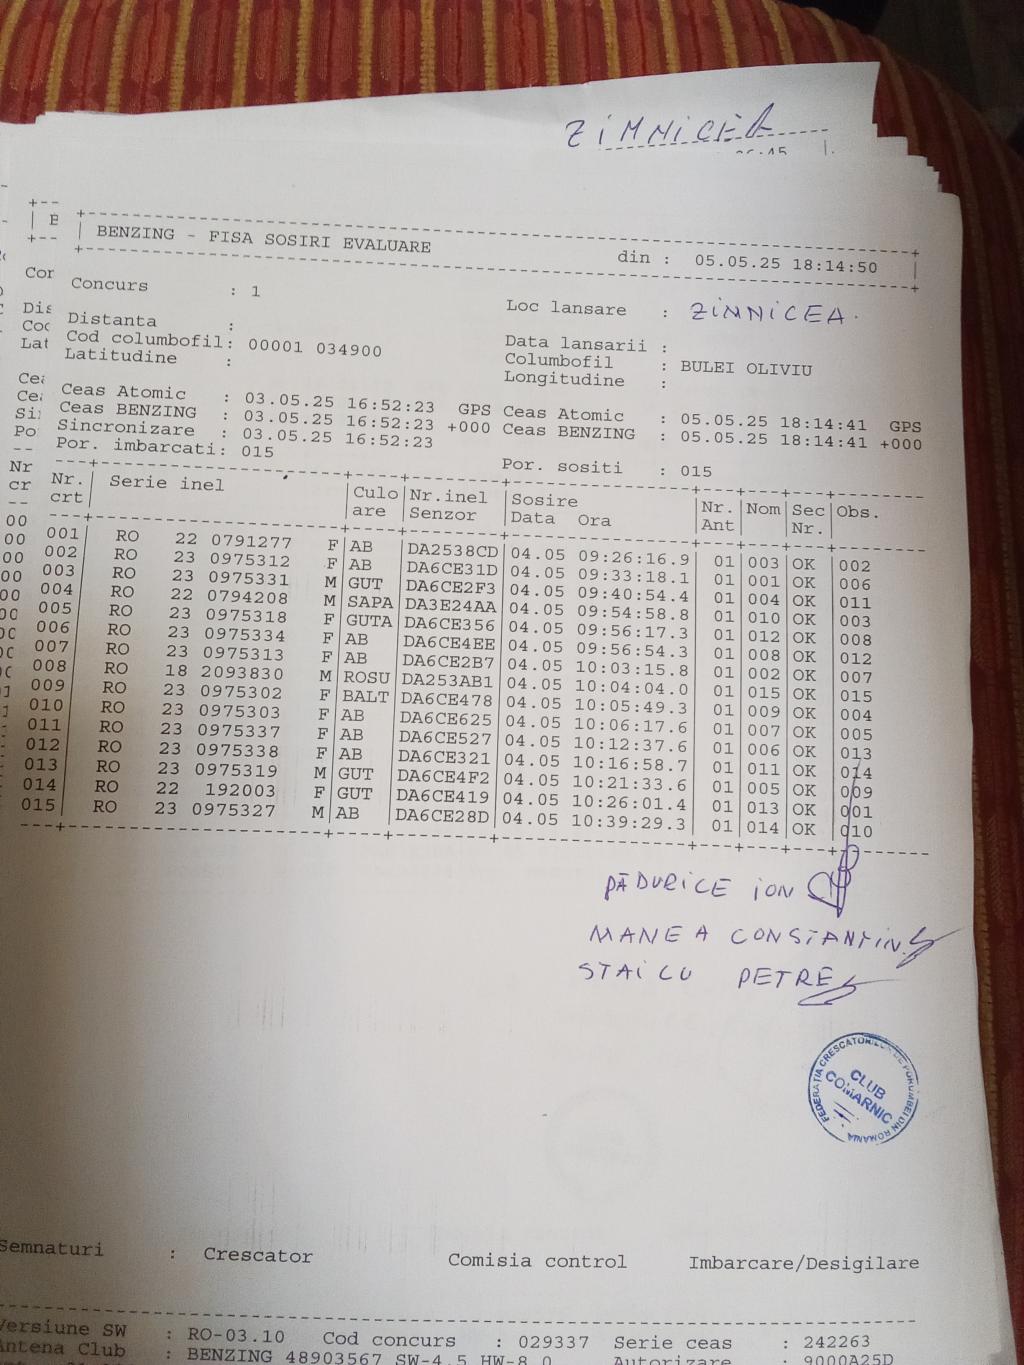 ZIMNICEA
BENZING - FISA SOSIRI EVALUARE din : 05.05.25 18:14:50
Concurs : 1 Loc lansare : ZIMNICEA.
Distanta : Data lansarii :
Cod columbofil: 00001 034900 Columbofil : BULEI OLIVIU
Latitudine : Longitudine :
Ceas Atomic : 03.05.25 16:52:23 GPS Ceas Atomic : 05.05.25 18:14:41 GPS
Ceas BENZING : 03.05.25 16:52:23 +000 Ceas BENZING : 05.05.25 18:14:41 +000
Sincronizare : 03.05.25 16:52:23
Por. imbarcati: 015 Por. sositi : 015
Nr. Serie inel Culo Nr.inel Sosire Nr. Nom Sec Obs.
crt are Senzor Data Ora Ant Nr.
001 RO 22 0791277 F AB DA2538CD 04.05 09:26:16.9 01 003 OK 002
002 RO 23 0975312 F AB DA6CE31D 04.05 09:33:18.1 01 001 OK 006
003 RO 23 0975331 M GUT DA6CE2F3 04.05 09:40:54.4 01 004 OK 011
004 RO 22 0794208 M SAPA DA3E24AA 04.05 09:54:58.8 01 010 OK 003
005 RO 23 0975318 F GUTA DA6CE356 04.05 09:56:17.3 01 012 OK 008
006 RO 23 0975334 F AB DA6CE4EE 04.05 09:56:54.3 01 008 OK 012
007 RO 23 0975313 F AB DA6CE2B7 04.05 10:03:15.8 01 002 OK 007
008 RO 18 2093830 M ROSU DA253AB1 04.05 10:04:04.0 01 015 OK 015
009 RO 23 0975302 F BALT DA6CE478 04.05 10:05:49.3 01 009 OK 004
010 RO 23 0975303 F AB DA6CE625 04.05 10:06:17.6 01 007 OK 005
011 RO 23 0975337 F AB DA6CE527 04.05 10:12:37.6 01 006 OK 013
012 RO 23 0975338 F AB DA6CE321 04.05 10:16:58.7 01 011 OK 014
013 RO 23 0975319 M GUT DA6CE4F2 04.05 10:21:33.6 01 005 OK 009
014 RO 22 192003 F GUT DA6CE419 04.05 10:26:01.4 01 013 OK 001
015 RO 23 0975327 M AB DA6CE28D 04.05 10:39:29.3 01 014 OK 010
PĂDURICE ION
MANEA CONSTANTIN
STAICU PETRE
FEDERATIA CRESCATORILOR DE PORUMBEI DIN ROMANIA
CLUB
COMARNIC
Semnaturi : Crescator Comisia control Imbarcare/Desigilare
Versiune SW : RO-03.10 Cod concurs : 029337 Serie ceas : 242263
Antena Club : BENZING 48903567 SW-4.5 HW-8.0 Autorizare : 9000A25D